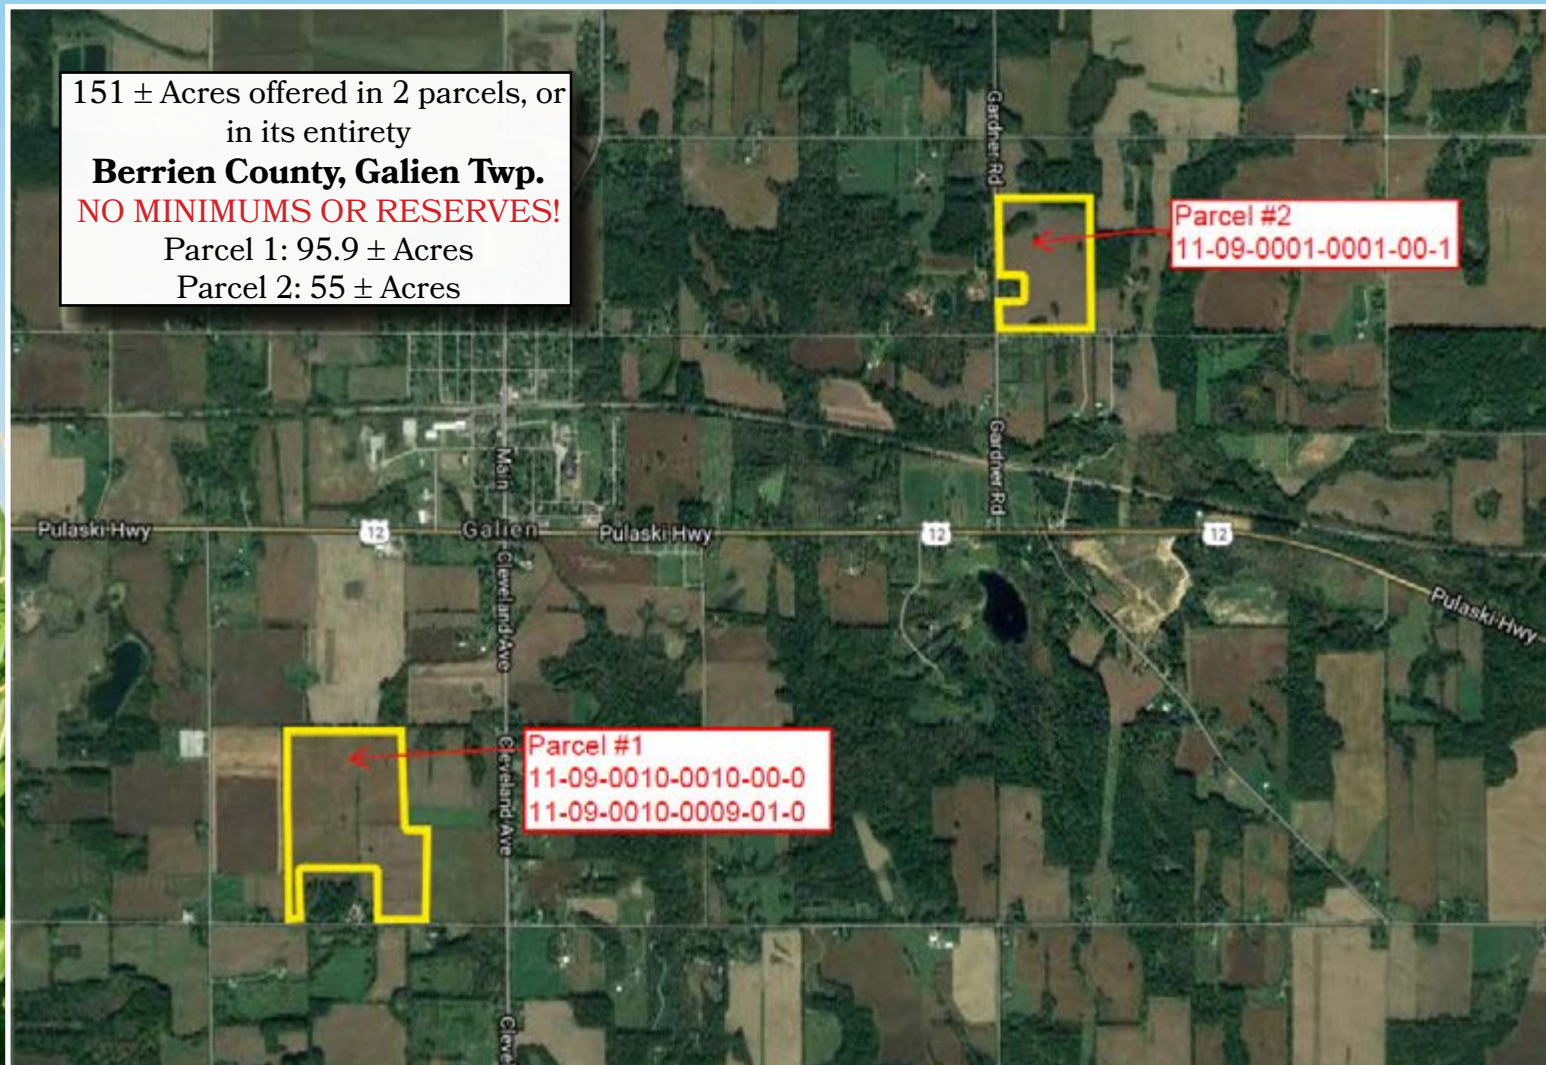 151 ± Acres offered in 2 parcels, or
in its entirety
Berrien County, Galien Twp.
NO MINIMUMS OR RESERVES!
Parcel 1: 95.9 ± Acres
Parcel 2: 55 ± Acres
Gardner Rd
Parcel #2
11-09-0001-0001-00-1
Gardner Rd
Main
Pulaski Hwy
12
Galien
Pulaski Hwy
12
12
Pulaski Hwy
Cleveland Ave
Cleveland Ave
Parcel #1
11-09-0010-0010-00-0
11-09-0010-0009-01-0
Cleve